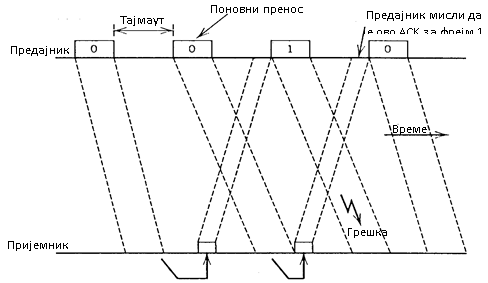 Поновни пренос
Тајмаут
Предајник мисли да
је ово АСК за фрејм 1
Предајник
0
0
1
0
Време
Грешка
Пријемник